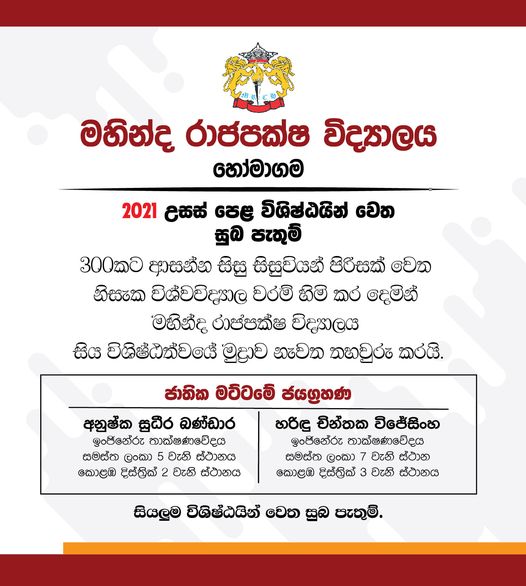 මහින්ද රාජපක්ෂ විද්‍යාලය
හෝමාගම
2021 උසස් පෙළ විශිෂ්ඨයින් වෙත
සුබ පැතුම්
300කට ආසන්න සිසු සිසුවියන් පිරිසක් වෙත
නිසැක විශ්වවිද්‍යාල වරම් හිමි කර දෙමින්
මහින්ද රාජපක්ෂ විද්‍යාලය
සිය විශිෂ්ඨත්වයේ මුද්‍රාව නැවත තහවුරු කරයි.
ජාතික මට්ටමේ ජයග්‍රහණ
අනුෂ්ක සුධීර බණ්ඩාර
ඉංජිනේරු තාක්ෂණවේදය
සමස්ත ලංකා 5 වැනි ස්ථානය
කොළඹ දිස්ත්‍රික් 2 වැනි ස්ථානය
හරිඳු චින්තක විජේසිංහ
ඉංජිනේරු තාක්ෂණවේදය
සමස්ත ලංකා 7 වැනි ස්ථාන
කොළඹ දිස්ත්‍රික් 3 වැනි ස්ථානය
සියලුම විශිෂ්ඨයින් වෙත සුබ පැතුම්.